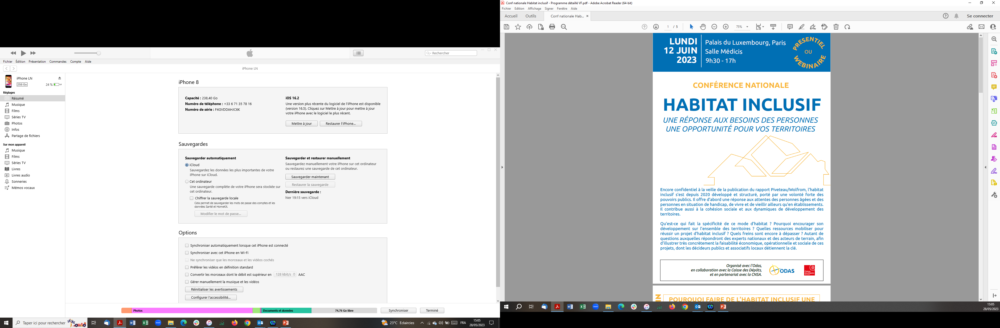 Rechercher
Fichier Édition Présentation Commandes Compte Aide
iPhone LN
iPhone LN
256 Go 24 %
Réglages
Résumé
Musique
Films
Séries TV
Photos
Infos
Partage de fichiers
Sur mon appareil
Musique
Films
Séries TV
Livres
Livres audio
Sonneries
Mémos vocaux
iPhone 8
Capacité : 238,40 Go
Numéro de téléphone : +33 6 71 35 78 16
Numéro de série : F4GVDDAHJC6K
iOS 16.2
Une version plus récente du logiciel de l'iPhone est disponible
(version 16.5). Cliquez sur Mettre à jour pour mettre à jour
votre iPhone avec le logiciel le plus récent.
Mettre à jour Restaurer l'iPhone...
Sauvegardes
Sauvegarder automatiquement
iCloud
Sauvegardez les données les plus importantes de votre
iPhone sur iCloud.
Cet ordinateur
Une sauvegarde complète de votre iPhone sera stockée sur
cet ordinateur.
Chiffrer la sauvegarde locale
Cela permet de sauvegarder les mots de passe des comptes et les
données Santé et HomeKit.
Modifier le mot de passe...
Sauvegarder et restaurer manuellement
Sauvegardez manuellement votre iPhone sur cet ordinateur
ou restaurez une sauvegarde de cet ordinateur.
Sauvegarder maintenant
Restaurer la sauvegarde
Dernière sauvegarde :
hier 19:15 vers iCloud
Options
Synchroniser automatiquement lorsque cet iPhone est connecté
Synchroniser avec cet iPhone en Wi-Fi
Ne synchroniser que les morceaux et les vidéos cochés
Préférer les vidéos en définition standard
Convertir les morceaux dont le débit est supérieur en 128 kbit/s AAC
Gérer manuellement la musique et les vidéos
Réinitialiser les avertissements
Configurer l'accessibilité...
Photos Documents et données 74,76 Go libre Synchroniser Terminé
Taper ici pour rechercher
23°C Eclaircies FRA 15:05
28/05/2023
Conf nationale Habitat inclusif - Programme détaillé VF.pdf - Adobe Acrobat Reader (64-bit)
Fichier Edition Affichage Signer Fenêtre Aide
Accueil Outils Conf nationale Hab... Se connecter
1 / 5 75%
LUNDI
12 JUIN
2023
Palais du Luxembourg, Paris
Salle Médicis
9h30 - 17h
PRESENTIEL
OU
WEBINAIRE
CONFÉRENCE NATIONALE
HABITAT INCLUSIF
UNE RÉPONSE AUX BESOINS DES PERSONNES
UNE OPPORTUNITÉ POUR VOS TERRITOIRES
Encore confidentiel à la veille de la publication du rapport Piveteau/Wolfrom, l'habitat
inclusif s'est depuis 2020 développé et structuré, porté par une volonté forte des
pouvoirs publics. Il offre d'abord une réponse aux attentes des personnes âgées et des
personnes en situation de handicap, de vivre et de vieillir ailleurs qu'en établissements.
Il contribue aussi à la cohésion sociale et aux dynamiques de développement des
territoires.
Qu'est-ce qui fait la spécificité de ce mode d'habitat ? Pourquoi encourager son
développement sur l'ensemble des territoires ? Quelles ressources mobiliser pour
réussir un projet d'habitat inclusif ? Quels freins sont encore à dépasser ? Autant de
questions auxquelles répondront des experts nationaux et des acteurs de terrain, afin
d'illustrer très concrètement la faisabilité économique, opérationnelle et sociale de ces
projets, dont les décideurs publics et associatifs locaux détiennent la clé.
Organisé avec l'Odas,
en collaboration avec la Caisse des Dépôts,
et en partenariat avec la CNSA.
ODAS
Caisse
des Dépôts
IN
POURQUOI FAIRE DE L'HABITAT INCLUSIF UNE
15:05
28/05/2023